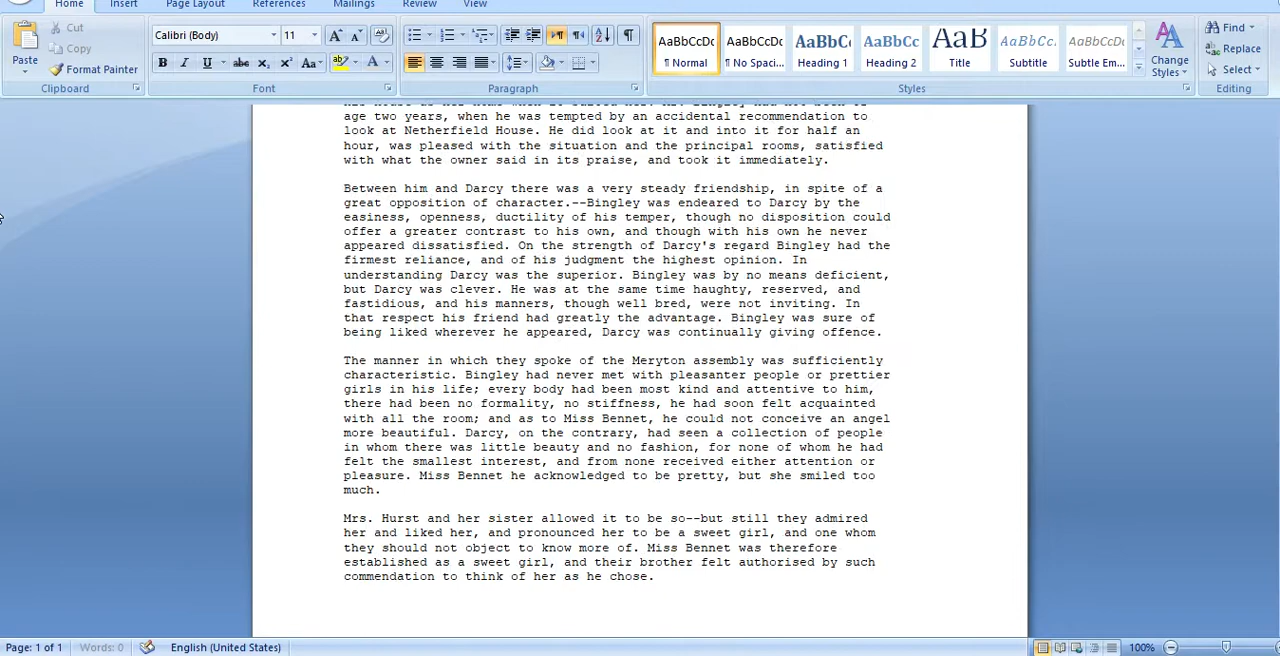 Home Insert Page Layout References Mailings Review View
Cut
Copy
Format Painter
Paste
Clipboard
Calibri (Body) 11
Font
Paragraph
AaBbCcDc AaBbCcDc AaBbCc AaBbCc AaB AaBbCc. AaBbCcDc
¶ Normal ¶ No Spaci... Heading 1 Heading 2 Title Subtitle Subtle Em...
Change
Styles
Styles
Find
Replace
Select
Editing
age two years, when he was tempted by an accidental recommendation to
look at Netherfield House. He did look at it and into it for half an
hour, was pleased with the situation and the principal rooms, satisfied
with what the owner said in its praise, and took it immediately.
Between him and Darcy there was a very steady friendship, in spite of a
great opposition of character.--Bingley was endeared to Darcy by the
easiness, openness, ductility of his temper, though no disposition could
offer a greater contrast to his own, and though with his own he never
appeared dissatisfied. On the strength of Darcy's regard Bingley had the
firmest reliance, and of his judgment the highest opinion. In
understanding Darcy was the superior. Bingley was by no means deficient,
but Darcy was clever. He was at the same time haughty, reserved, and
fastidious, and his manners, though well bred, were not inviting. In
that respect his friend had greatly the advantage. Bingley was sure of
being liked wherever he appeared, Darcy was continually giving offence.
The manner in which they spoke of the Meryton assembly was sufficiently
characteristic. Bingley had never met with pleasanter people or prettier
girls in his life; every body had been most kind and attentive to him,
there had been no formality, no stiffness, he had soon felt acquainted
with all the room; and as to Miss Bennet, he could not conceive an angel
more beautiful. Darcy, on the contrary, had seen a collection of people
in whom there was little beauty and no fashion, for none of whom he had
felt the smallest interest, and from none received either attention or
pleasure. Miss Bennet he acknowledged to be pretty, but she smiled too
much.
Mrs. Hurst and her sister allowed it to be so--but still they admired
her and liked her, and pronounced her to be a sweet girl, and one whom
they should not object to know more of. Miss Bennet was therefore
established as a sweet girl, and their brother felt authorised by such
commendation to think of her as he chose.
Page: 1 of 1 Words: 0 English (United States) 100%